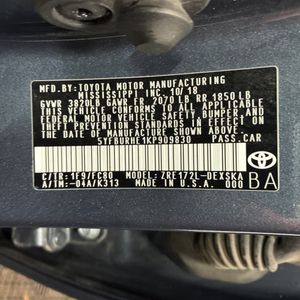 MFD. BY: TOYOTA MOTOR MANUFACTURING
MISSISSIPPI INC. 10/18
GVWR 3820LB GAWR FR 2070 LB RR 1850 LB
THIS VEHICLE CONFORMS TO ALL APPLICABLE
FEDERAL MOTOR VEHICLE SAFETY, BUMPER, AND
THEFT PREVENTION STANDARDS IN EFFECT ON
THE DATE OF MANUFACTURE SHOWN ABOVE.
5YFBURHE1KP909830 PASS.CAR
C/TR: 1F9/FC80 MODEL: ZRE172L-DEXSKA
A/TM:-04A/K313 MADE IN U.S.A. 000 BA